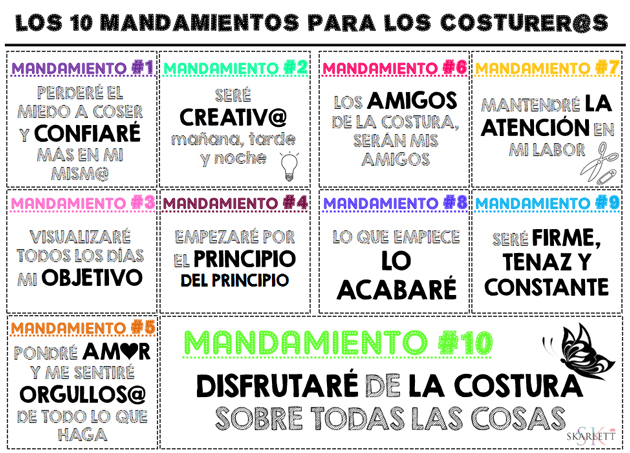 LOS 10 MANDAMIENTOS PARA LOS COSTURER@S
MANDAMIENTO #1
PERDERÉ EL
MIEDO A COSER
Y CONFIARÉ
MAS EN MI
MISM@
MANDAMIENTO #2
SERÉ
CREATIV@
mañana, tarde
y noche
MANDAMIENTO #6
LOS AMIGOS
DE LA COSTURA,
SERÁN MIS
AMIGOS
MANDAMIENTO #7
MANTENDRÉ LA
ATENCIÓN EN
MI LABOR
MANDAMIENTO #3
VISUALIZARÉ
TODOS LOS DÍAS
MI OBJETIVO
MANDAMIENTO #4
EMPEZARÉ POR
EL PRINCIPIO
DEL PRINCIPIO
MANDAMIENTO #8
LO QUE EMPIECE
LO
ACABARÉ
MANDAMIENTO #9
SERÉ FIRME,
TENAZ Y
CONSTANTE
MANDAMIENTO #5
PONDRÉ AM♥R
Y ME SENTIRÉ
ORGULLOS@
DE TODO LO QUE
HAGA
MANDAMIENTO #10
DISFRUTARÉ DE LA COSTURA
SOBRE TODAS LAS COSAS
SK
SKARLETT